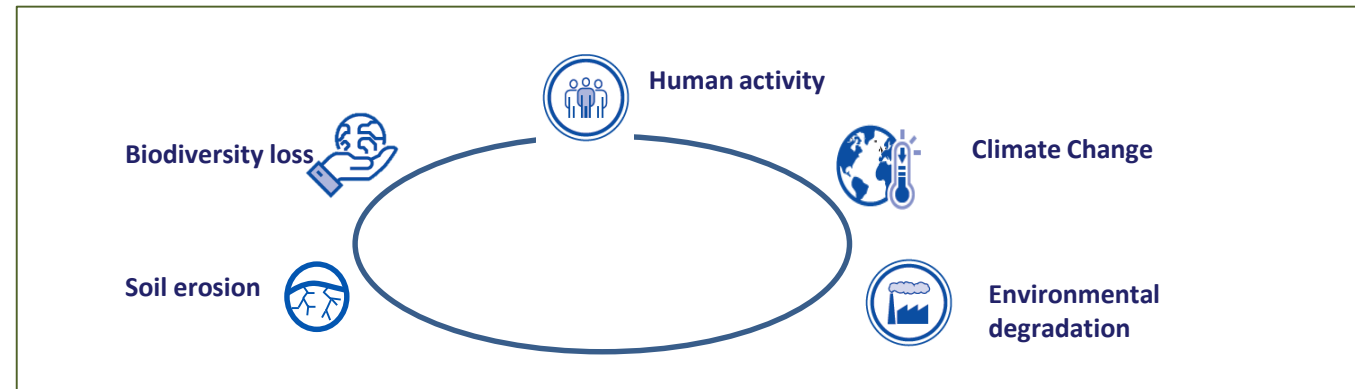 Human activity
Biodiversity loss
Climate Change
Soil erosion
Environmental
degradation